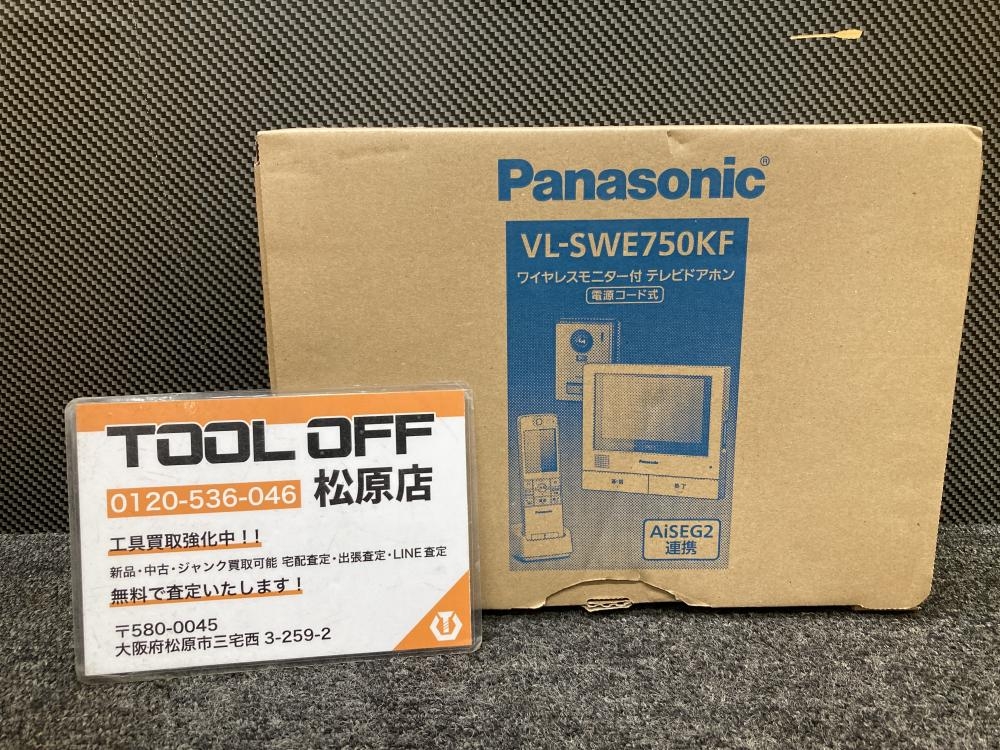 Panasonic®
VL-SWE750KF
ワイヤレスモニター付 テレビドアホン
電源コード式
Panasonic
終了
Panasonic
AiSEG2
連携
TOOL OFF
0120-536-046 松原店
工具買取強化中！！
新品・中古・ジャンク買取可能 宅配査定・出張査定・LINE査定
無料で査定いたします！
〒580-0045
大阪府松原市三宅西 3-259-2